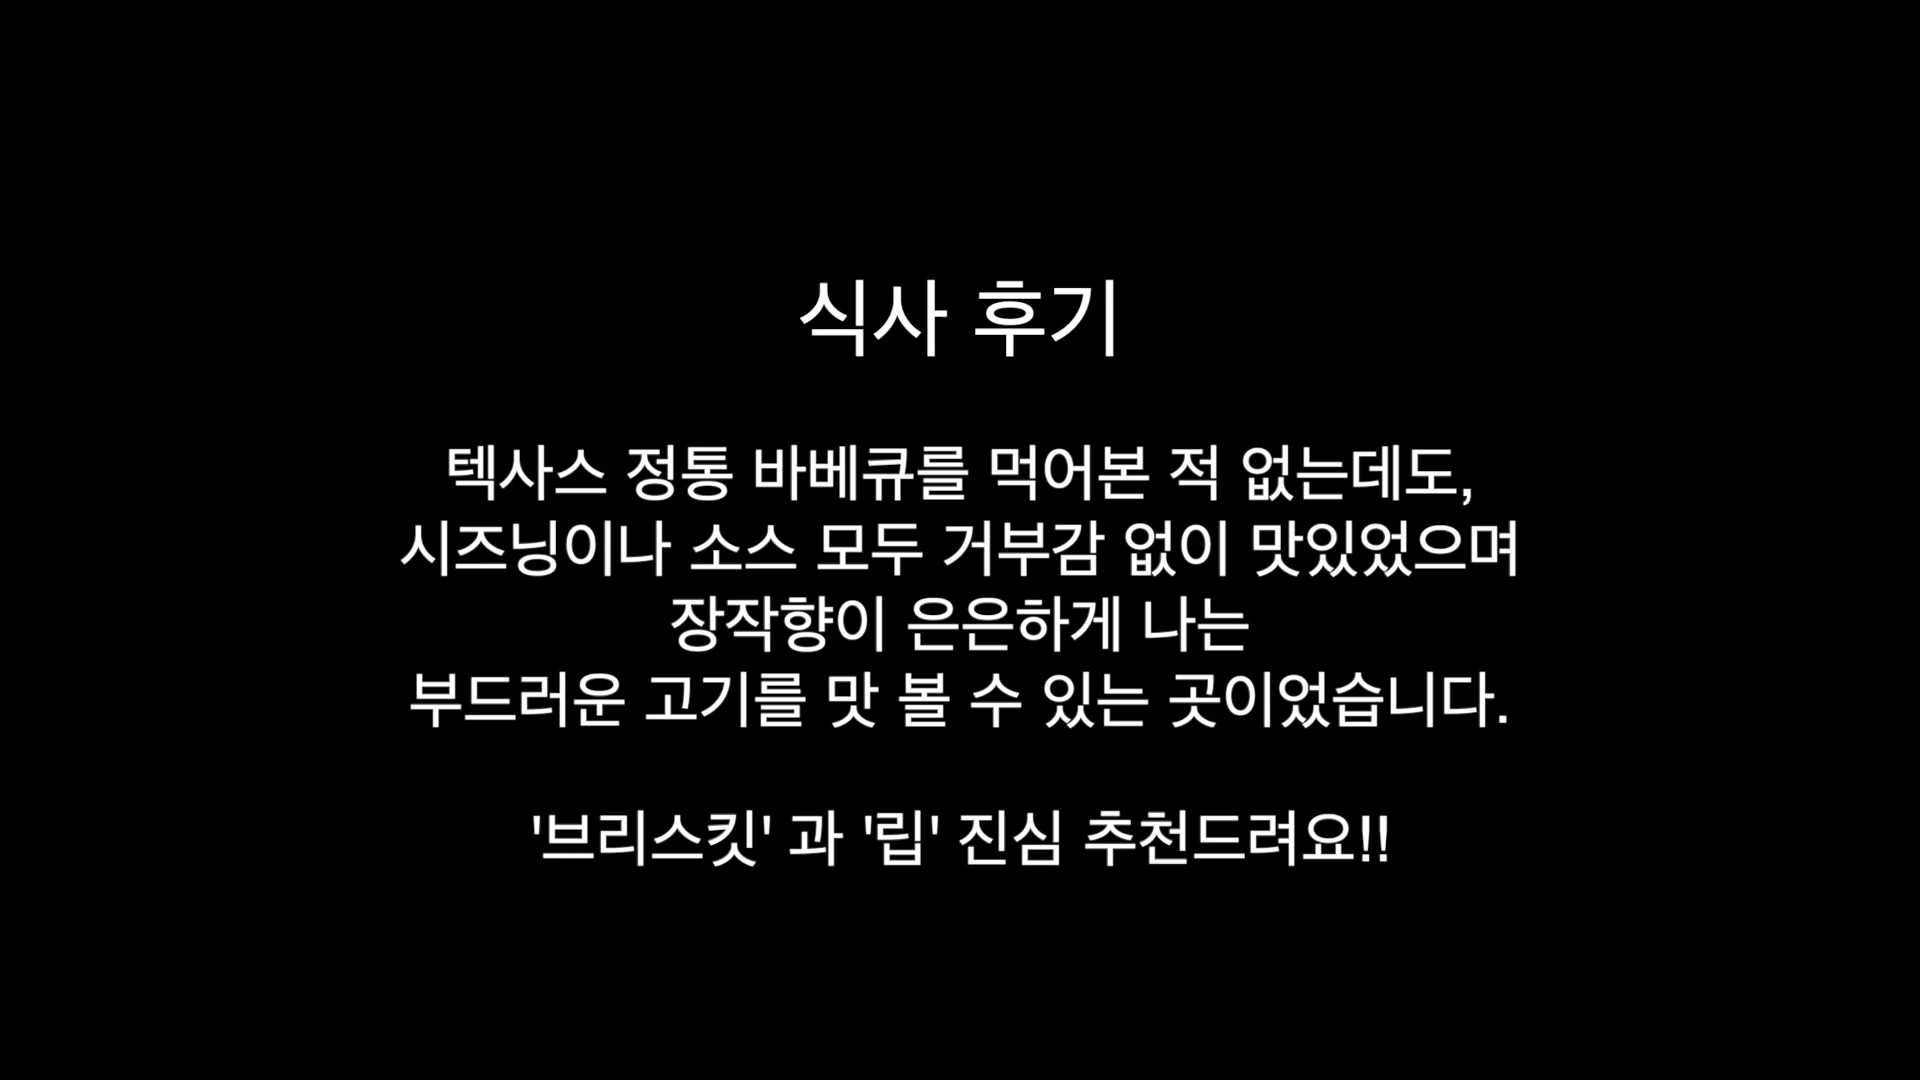 식사 후기
텍사스 정통 바베큐를 먹어본 적 없는데도,
시즈닝이나 소스 모두 거부감 없이 맛있었으며
장작향이 은은하게 나는
부드러운 고기를 맛 볼 수 있는 곳이었습니다.
'브리스킷' 과 '립' 진심 추천드려요!!